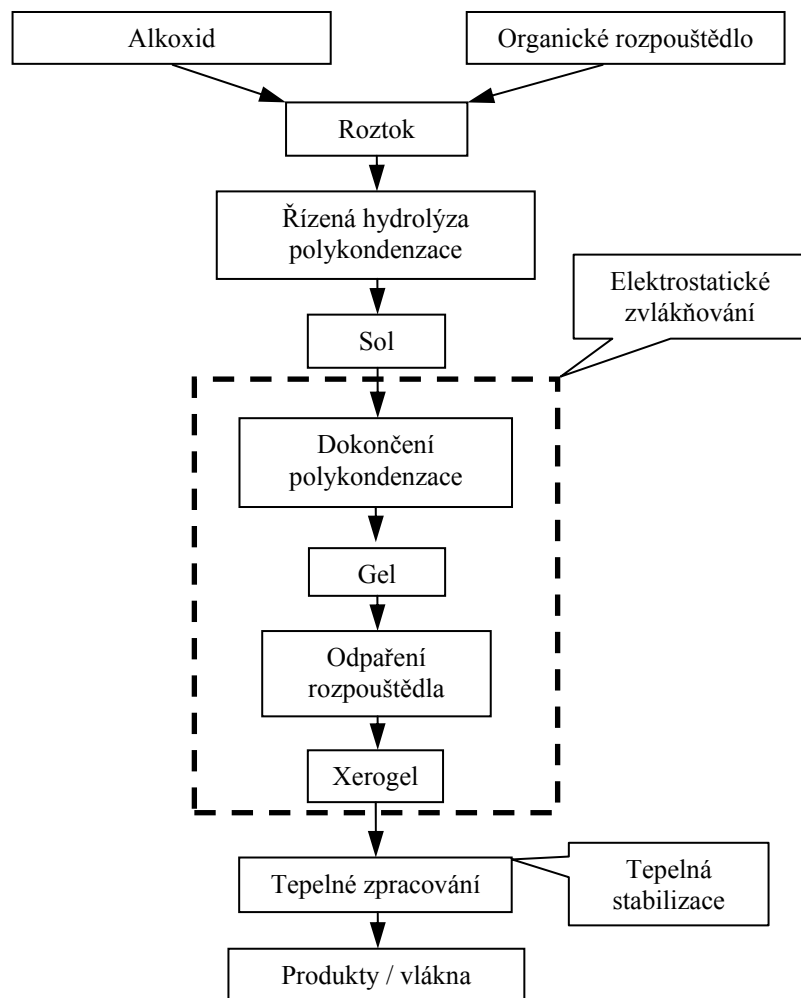 Alkoxid
Organické rozpouštědlo
Roztok
Řízená hydrolýza
polykondenzace
Elektrostatické
zvlákňování
Sol
Dokončení
polykondenzace
Gel
Odpaření
rozpouštědla
Xerogel
Tepelné zpracování
Tepelná
stabilizace
Produkty / vlákna